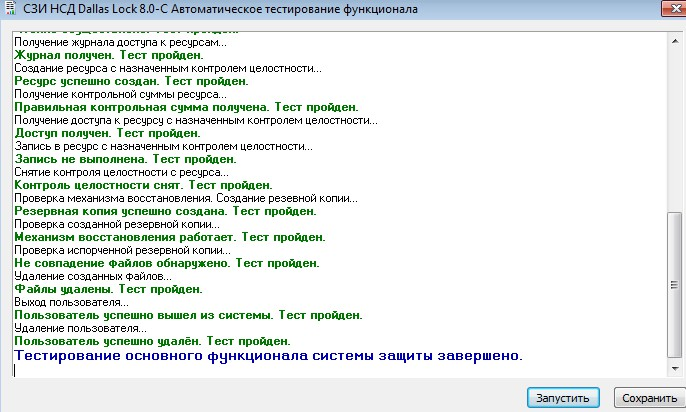 СЗИ НСД Dallas Lock 8.0-С Автоматическое тестирование функционала
Чтение осуществлено. Тест пройден.
Получение журнала доступа к ресурсам...
Журнал получен. Тест пройден.
Создание ресурса с назначенным контролем целостности...
Ресурс успешно создан. Тест пройден.
Получение контрольной суммы ресурса...
Правильная контрольная сумма получена. Тест пройден.
Получение доступа к ресурсу с назначенным контролем целостности...
Доступ получен. Тест пройден.
Запись в ресурс с назначенным контролем целостности...
Запись не выполнена. Тест пройден.
Снятие контроля целостности с ресурса...
Контроль целостности снят. Тест пройден.
Проверка механизма восстановления. Создание резевной копии...
Резервная копия успешно создана. Тест пройден.
Проверка созданной резервной копии...
Механизм восстановления работает. Тест пройден.
Проверка испорченной резервной копии...
Не совпадение файлов обнаружено. Тест пройден.
Удаление созданных файлов...
Файлы удалены. Тест пройден.
Выход пользователя...
Пользователь успешно вышел из системы. Тест пройден.
Удаление пользователя...
Пользователь успешно удалён. Тест пройден.
Тестирование основного функционала системы защиты завершено.
Запустить
Сохранить